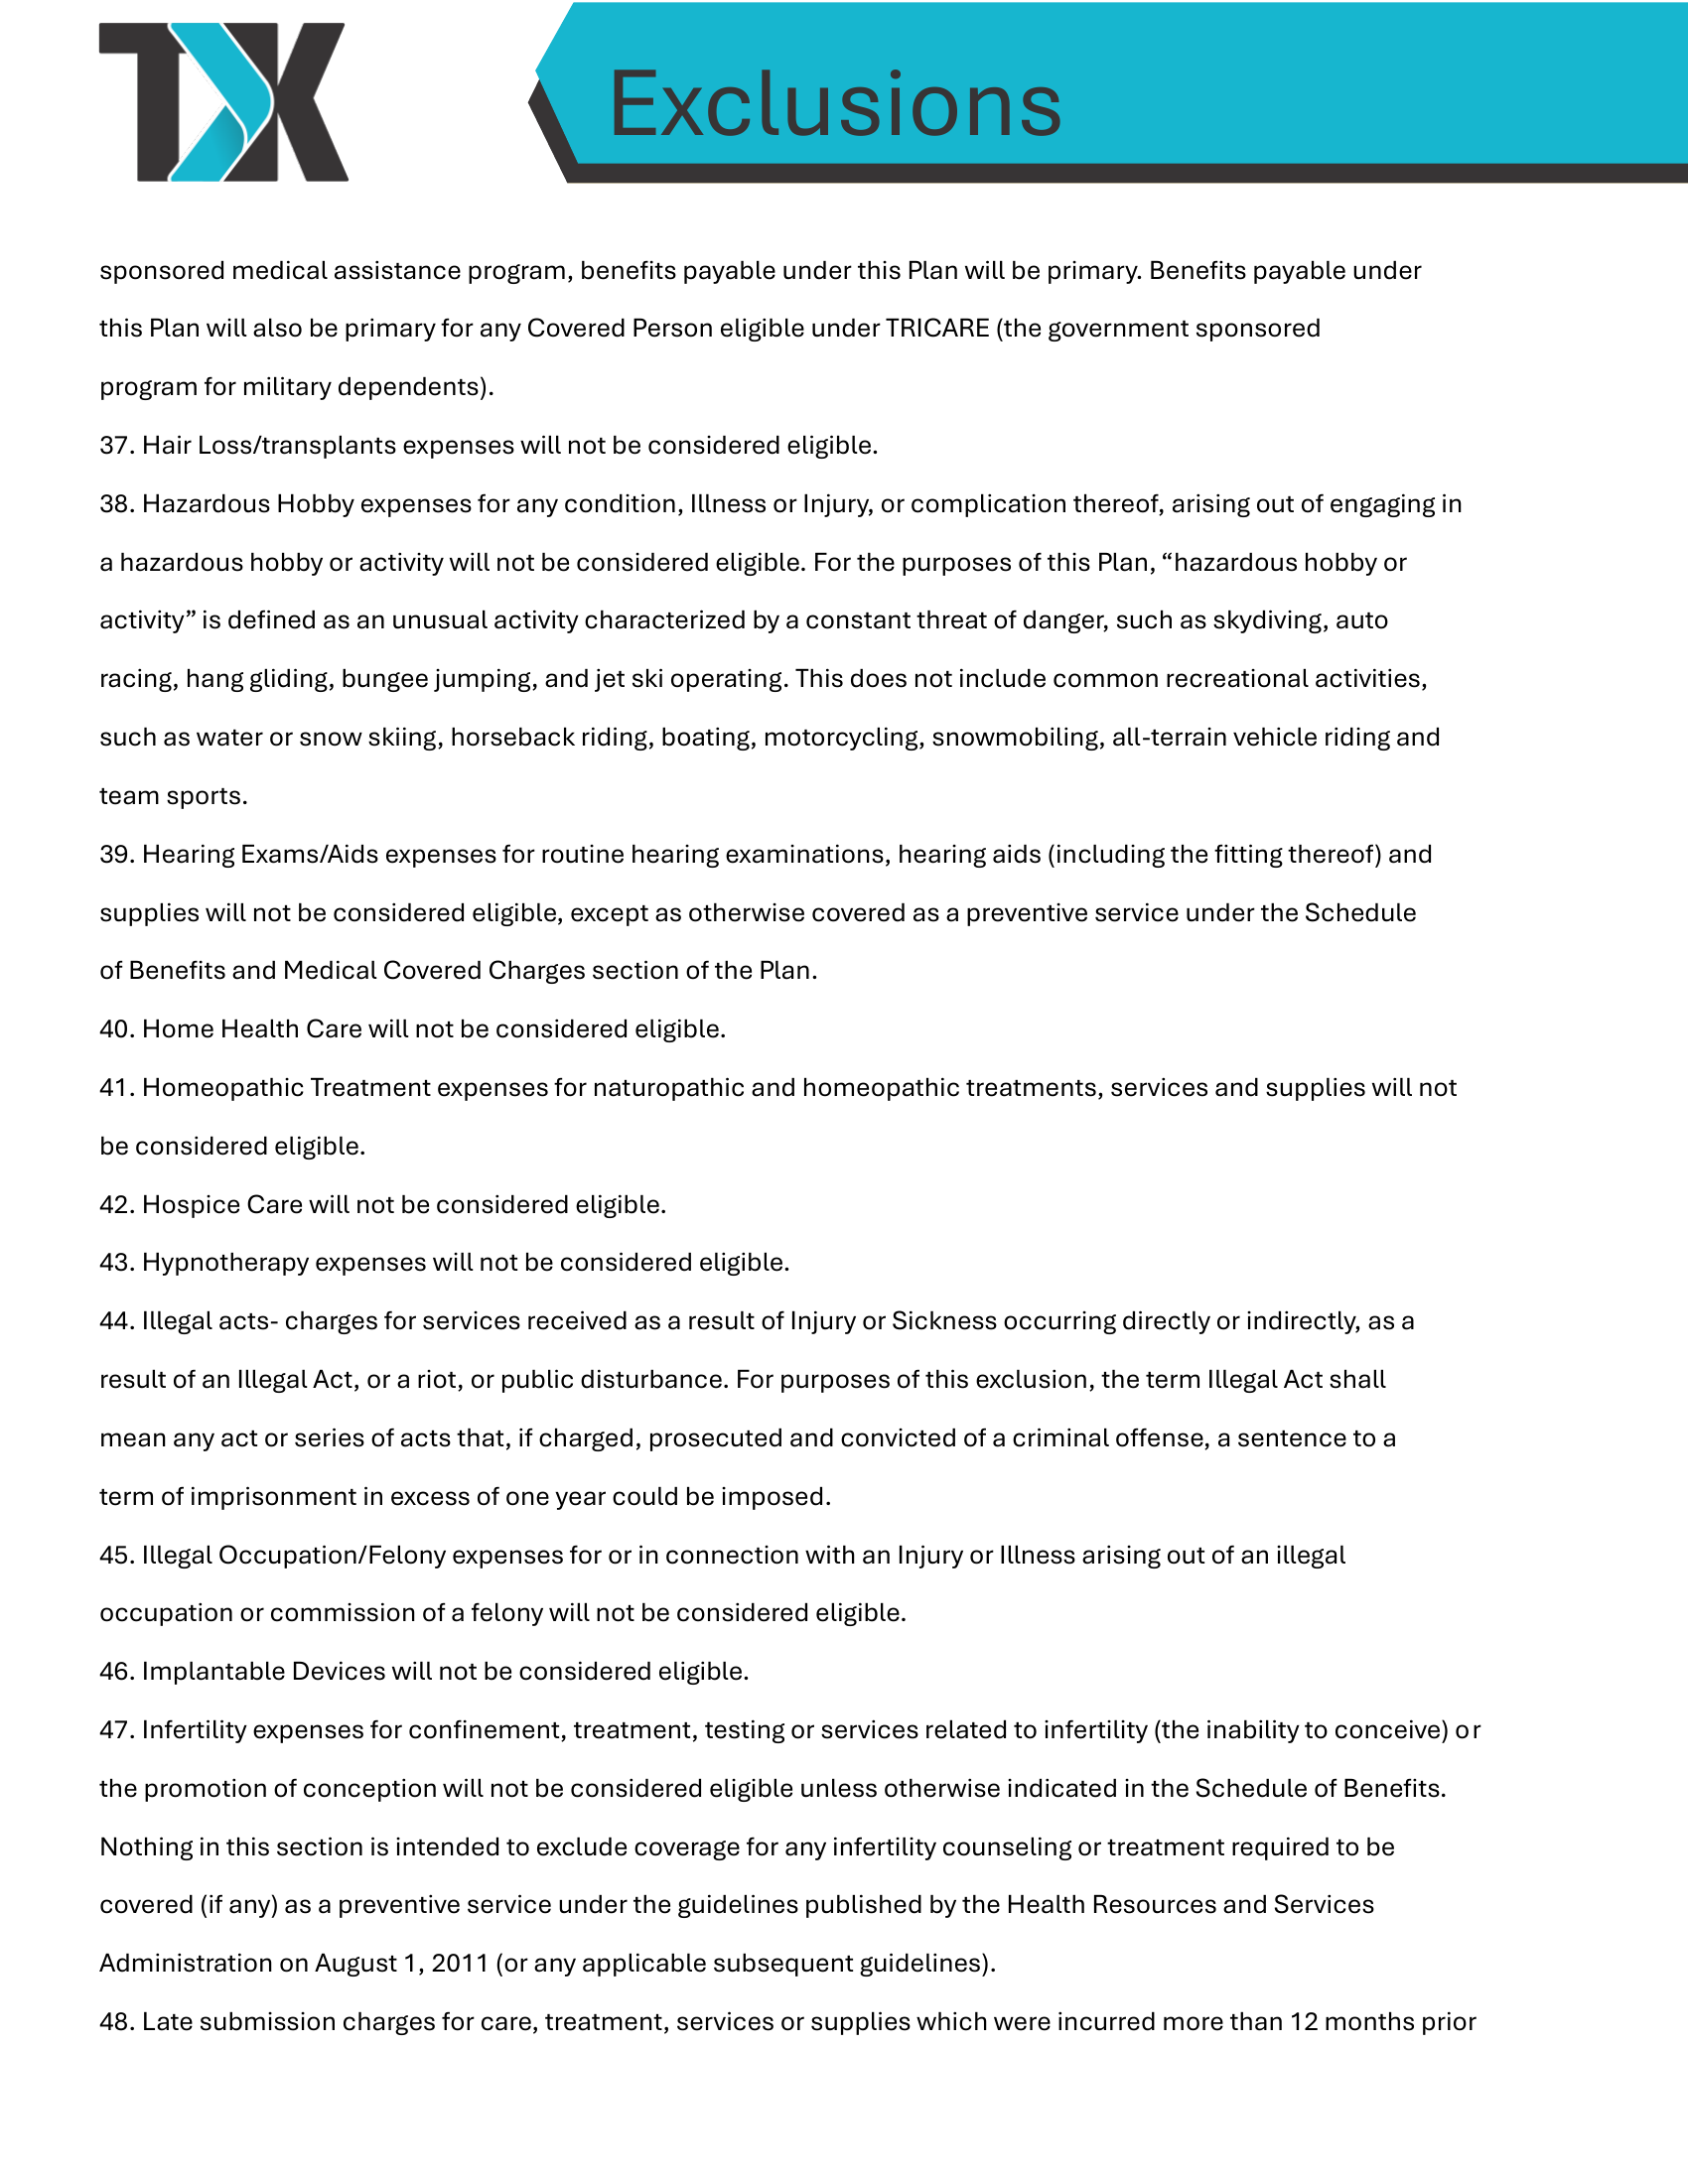 TXK
Exclusions
sponsored medical assistance program, benefits payable under this Plan will be primary. Benefits payable under
this Plan will also be primary for any Covered Person eligible under TRICARE (the government sponsored
program for military dependents).
37. Hair Loss/transplants expenses will not be considered eligible.
38. Hazardous Hobby expenses for any condition, Illness or Injury, or complication thereof, arising out of engaging in
a hazardous hobby or activity will not be considered eligible. For the purposes of this Plan, “hazardous hobby or
activity” is defined as an unusual activity characterized by a constant threat of danger, such as skydiving, auto
racing, hang gliding, bungee jumping, and jet ski operating. This does not include common recreational activities,
such as water or snow skiing, horseback riding, boating, motorcycling, snowmobiling, all-terrain vehicle riding and
team sports.
39. Hearing Exams/Aids expenses for routine hearing examinations, hearing aids (including the fitting thereof) and
supplies will not be considered eligible, except as otherwise covered as a preventive service under the Schedule
of Benefits and Medical Covered Charges section of the Plan.
40. Home Health Care will not be considered eligible.
41. Homeopathic Treatment expenses for naturopathic and homeopathic treatments, services and supplies will not
be considered eligible.
42. Hospice Care will not be considered eligible.
43. Hypnotherapy expenses will not be considered eligible.
44. Illegal acts- charges for services received as a result of Injury or Sickness occurring directly or indirectly, as a
result of an Illegal Act, or a riot, or public disturbance. For purposes of this exclusion, the term Illegal Act shall
mean any act or series of acts that, if charged, prosecuted and convicted of a criminal offense, a sentence to a
term of imprisonment in excess of one year could be imposed.
45. Illegal Occupation/Felony expenses for or in connection with an Injury or Illness arising out of an illegal
occupation or commission of a felony will not be considered eligible.
46. Implantable Devices will not be considered eligible.
47. Infertility expenses for confinement, treatment, testing or services related to infertility (the inability to conceive) or
the promotion of conception will not be considered eligible unless otherwise indicated in the Schedule of Benefits.
Nothing in this section is intended to exclude coverage for any infertility counseling or treatment required to be
covered (if any) as a preventive service under the guidelines published by the Health Resources and Services
Administration on August 1, 2011 (or any applicable subsequent guidelines).
48. Late submission charges for care, treatment, services or supplies which were incurred more than 12 months prior